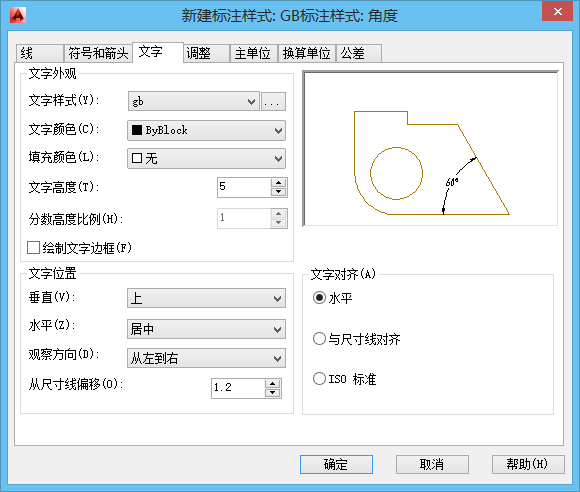 新建标注样式: GB标注样式: 角度
线 符号和箭头 文字 调整 主单位 换算单位 公差
文字外观
文字样式(Y): gb ...
文字颜色(C): ByBlock
填充颜色(L): 无
文字高度(T): 5
分数高度比例(H): 1
绘制文字边框(F)
60°
文字位置
垂直(V): 上
水平(Z): 居中
观察方向(D): 从左到右
从尺寸线偏移(O): 1.2
文字对齐(A)
水平
与尺寸线对齐
ISO 标准
确定 取消 帮助(H)